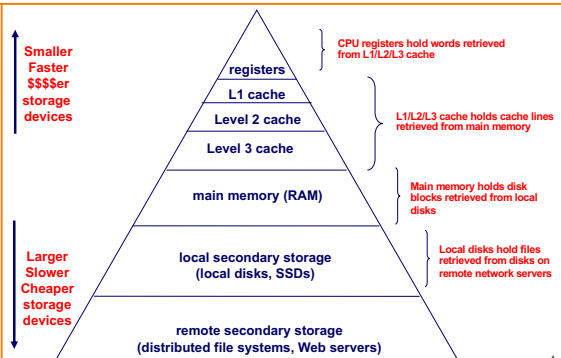 Smaller
Faster
$$$$er
storage
devices
CPU registers hold words retrieved
from L1/L2/L3 cache
registers
L1 cache
Level 2 cache
Level 3 cache
L1/L2/L3 cache holds cache lines
retrieved from main memory
main memory (RAM)
Main memory holds disk
blocks retrieved from local
disks
Larger
Slower
Cheaper
storage
devices
local secondary storage
(local disks, SSDs)
Local disks hold files
retrieved from disks on
remote network servers
remote secondary storage
(distributed file systems, Web servers)